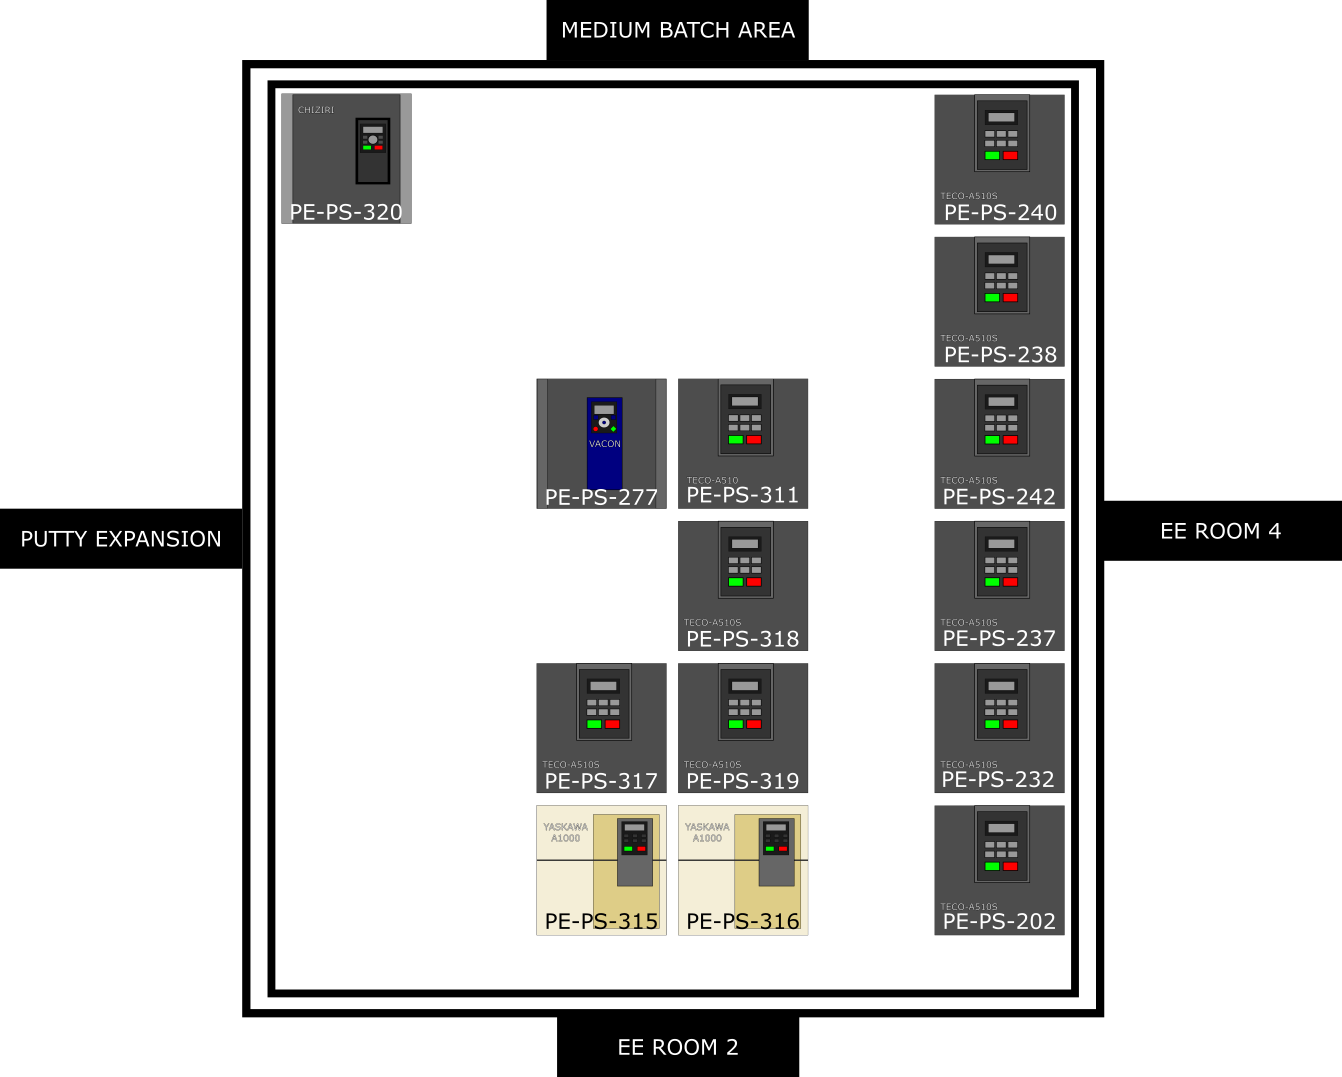 MEDIUM BATCH AREA
CHIZIRI
PE-PS-320
TECO-A510S
PE-PS-240
TECO-A510S
PE-PS-238
VACON
PE-PS-277
TECO-A510
PE-PS-311
TECO-A510S
PE-PS-242
PUTTY EXPANSION
EE ROOM 4
TECO-A510S
PE-PS-318
TECO-A510S
PE-PS-237
TECO-A510S
PE-PS-317
TECO-A510S
PE-PS-319
TECO-A510S
PE-PS-232
YASKAWA
A1000
PE-PS-315
YASKAWA
A1000
PE-PS-316
TECO-A510S
PE-PS-202
EE ROOM 2